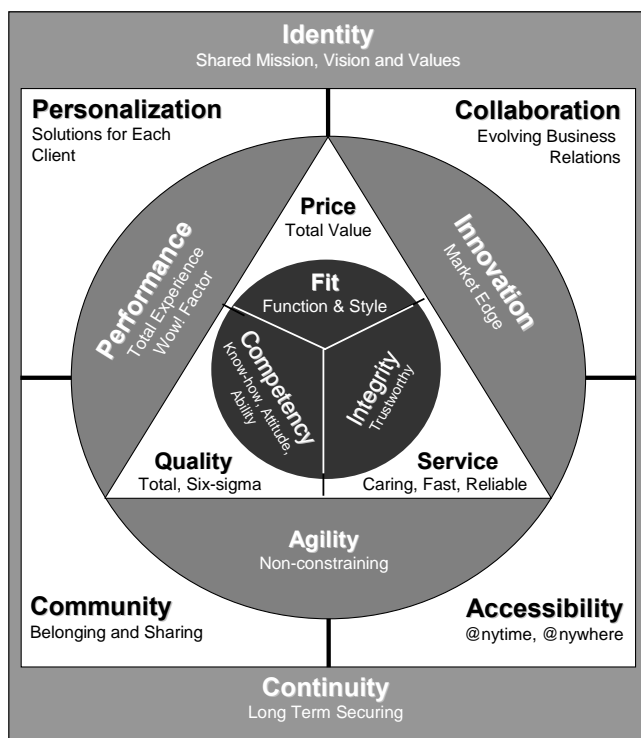 Identity
Shared Mission, Vision and Values
Personalization
Solutions for Each
Client
Collaboration
Evolving Business
Relations
Price
Total Value
Performance
Total Experience
Wow! Factor
Innovation
Market Edge
Fit
Function & Style
Competency
Know-how, Attitude,
Ability
Integrity
Trustworthy
Quality
Total, Six-sigma
Service
Caring, Fast, Reliable
Agility
Non-constraining
Community
Belonging and Sharing
Accessibility
@nytime, @nywhere
Continuity
Long Term Securing